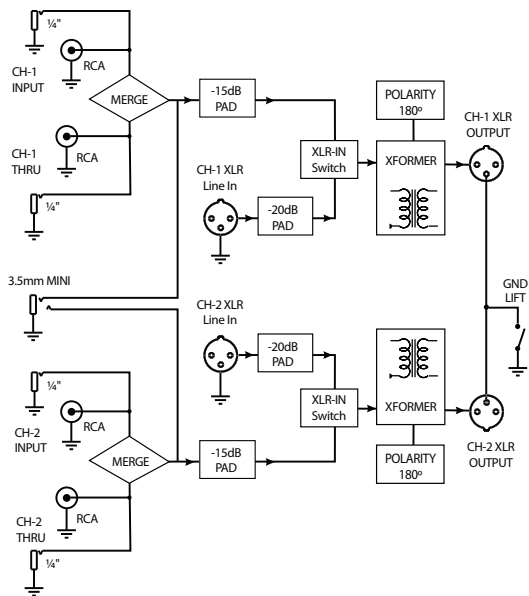 ¼"
RCA
CH-1
INPUT
MERGE
-15dB
PAD
POLARITY
180º
CH-1 XLR
OUTPUT
CH-1
THRU
RCA
¼"
CH-1 XLR
Line In
-20dB
PAD
XLR-IN
Switch
XFORMER
3.5mm MINI
GND
LIFT
CH-2 XLR
Line In
-20dB
PAD
XLR-IN
Switch
XFORMER
¼"
RCA
CH-2
INPUT
MERGE
-15dB
PAD
POLARITY
180º
CH-2 XLR
OUTPUT
CH-2
THRU
RCA
¼"